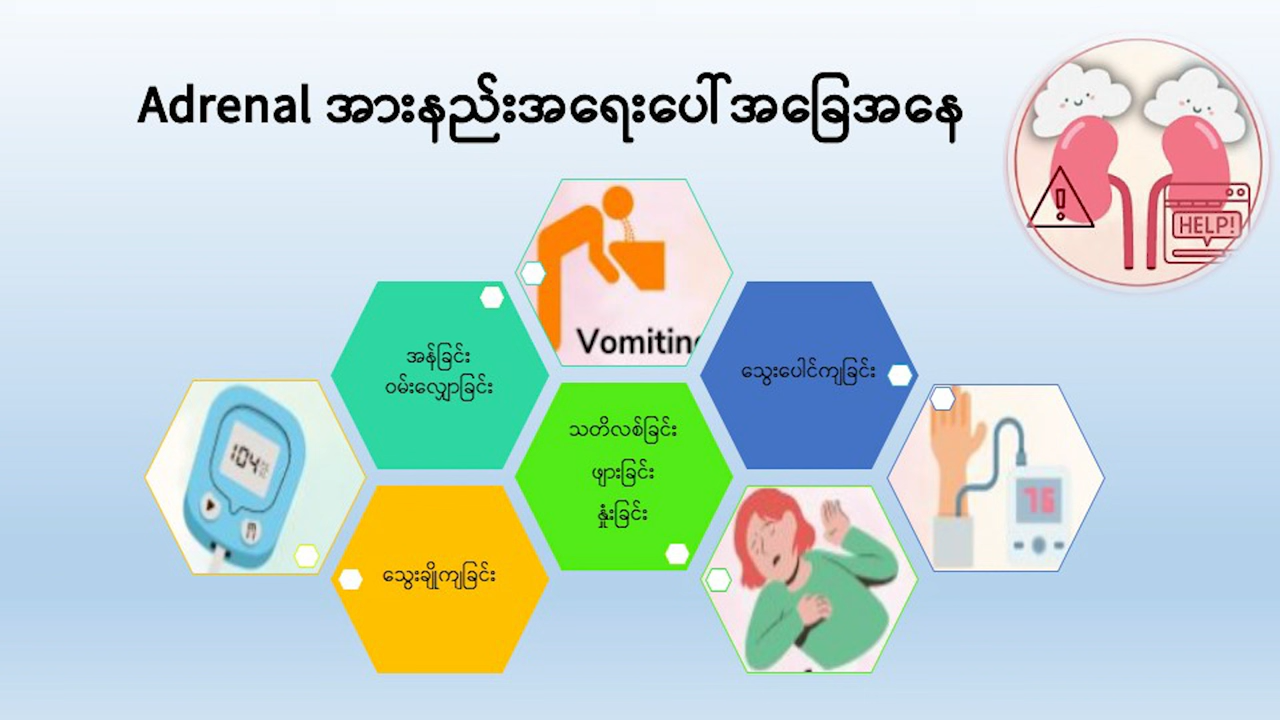 Adrenal အားနည်းအရေးပေါ် အခြေအနေ
HELP!
Vomiting
အန်ခြင်း
ဝမ်းလျှောခြင်း
သွေးပေါင်ကျခြင်း
သတိလစ်ခြင်း
ဖျားခြင်း
နှုံးခြင်း
104
76
သွေးချိုကျခြင်း